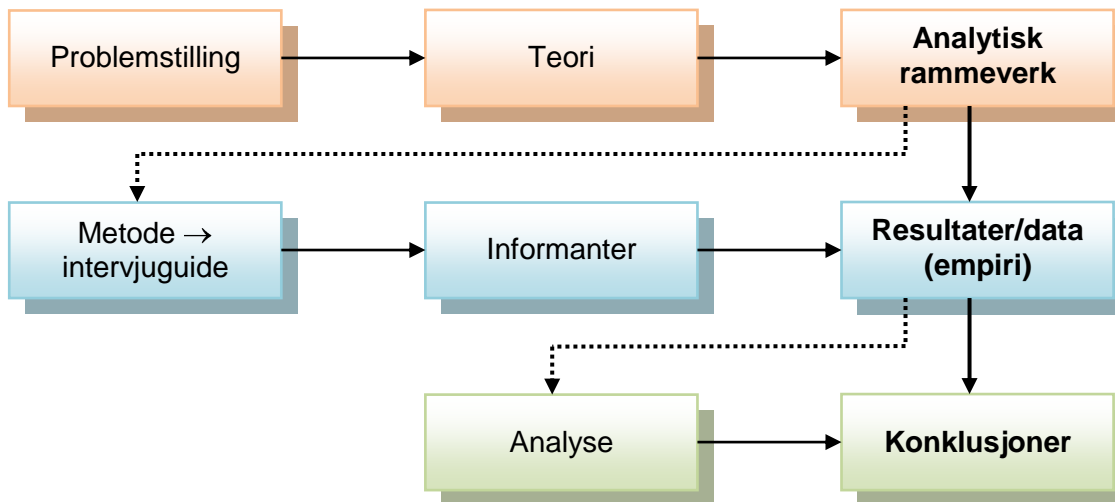 Problemstilling
Teori
Analytisk
rammeverk
Metode →
intervjuguide
Informanter
Resultater/data
(empiri)
Analyse
Konklusjoner